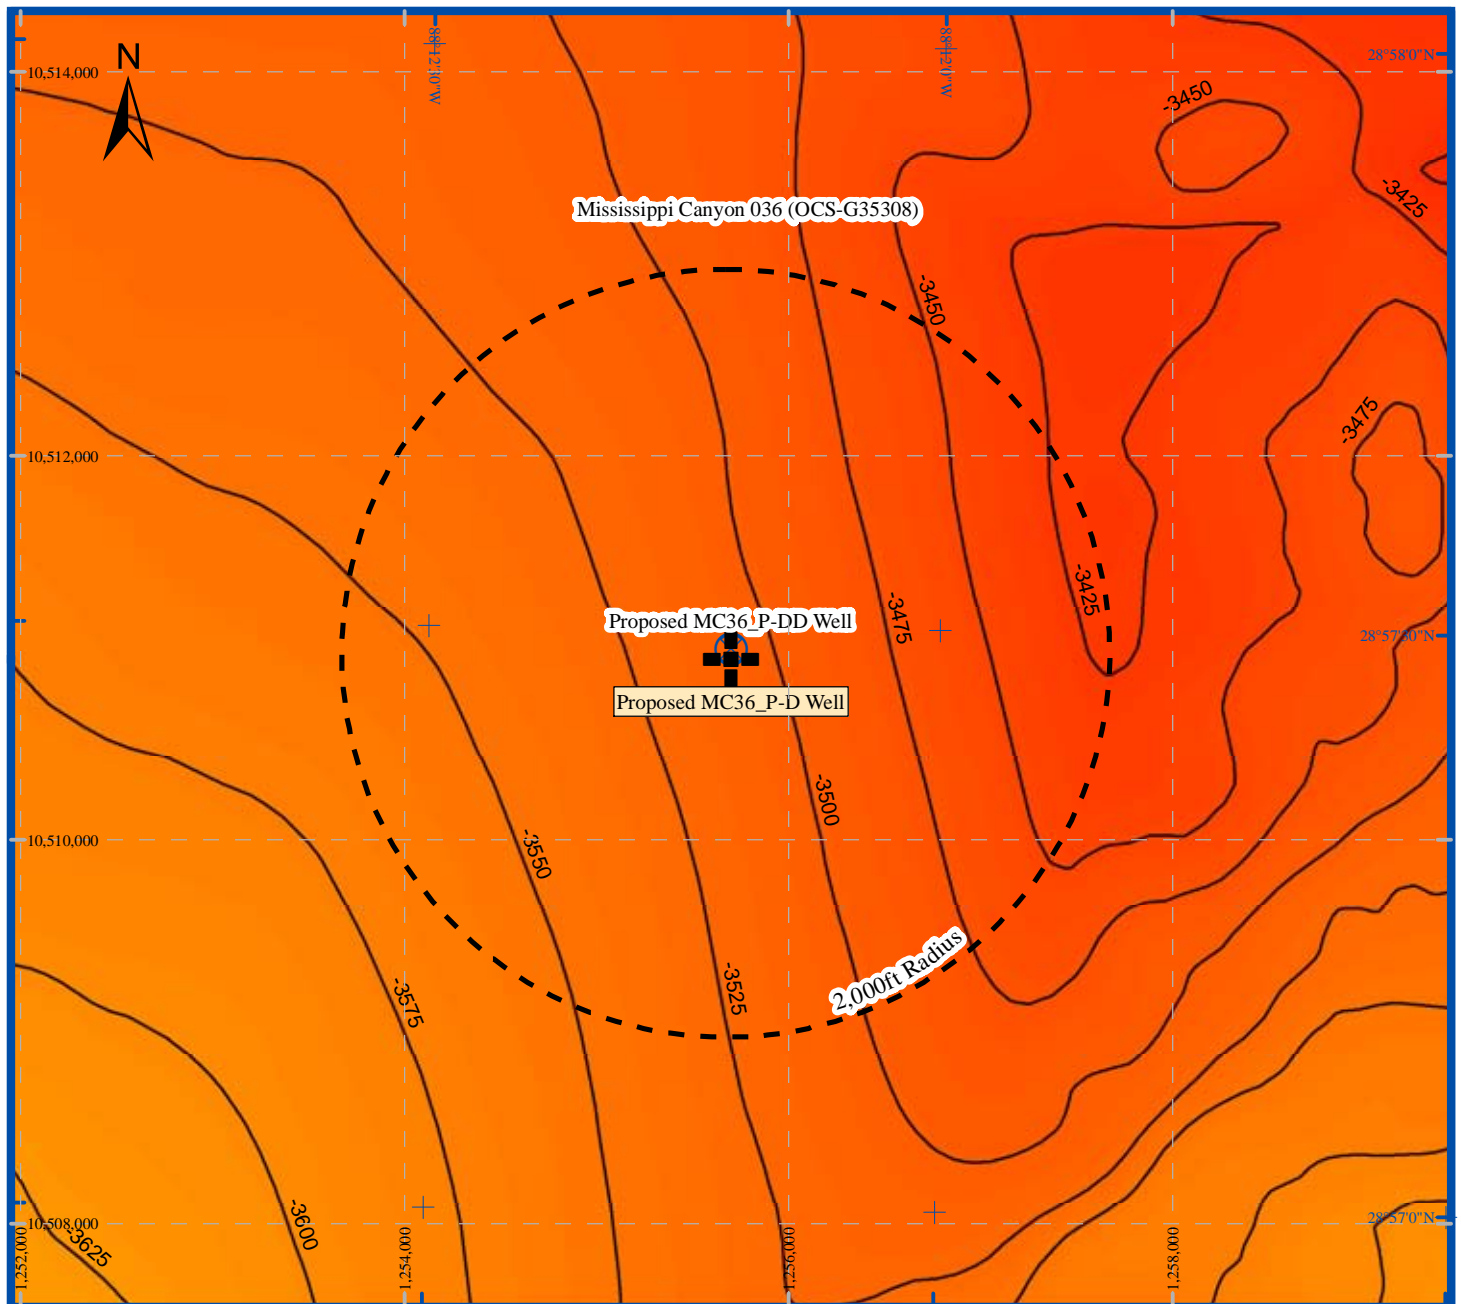 N
88°12'30"W
88°12'0"W
28°58'0"N
10,514,000
-3450
-3425
Mississippi Canyon 036 (OCS-G35308)
-3450
-3475
10,512,000
-3425
-3475
Proposed MC36_P-DD Well
28°57'30"N
Proposed MC36_P-D Well
-3500
10,510,000
-3550
2,000ft Radius
-3525
-3575
-3600
10,508,000
28°57'0"N
-3625
1,252,000
1,254,000
1,256,000
1,258,000